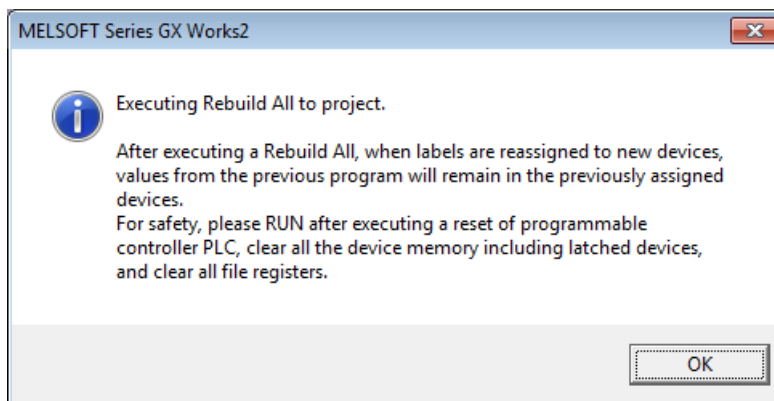 MELSOFT Series GX Works2
Executing Rebuild All to project.
After executing a Rebuild All, when labels are reassigned to new devices,
values from the previous program will remain in the previously assigned
devices.
For safety, please RUN after executing a reset of programmable
controller PLC, clear all the device memory including latched devices,
and clear all file registers.
OK